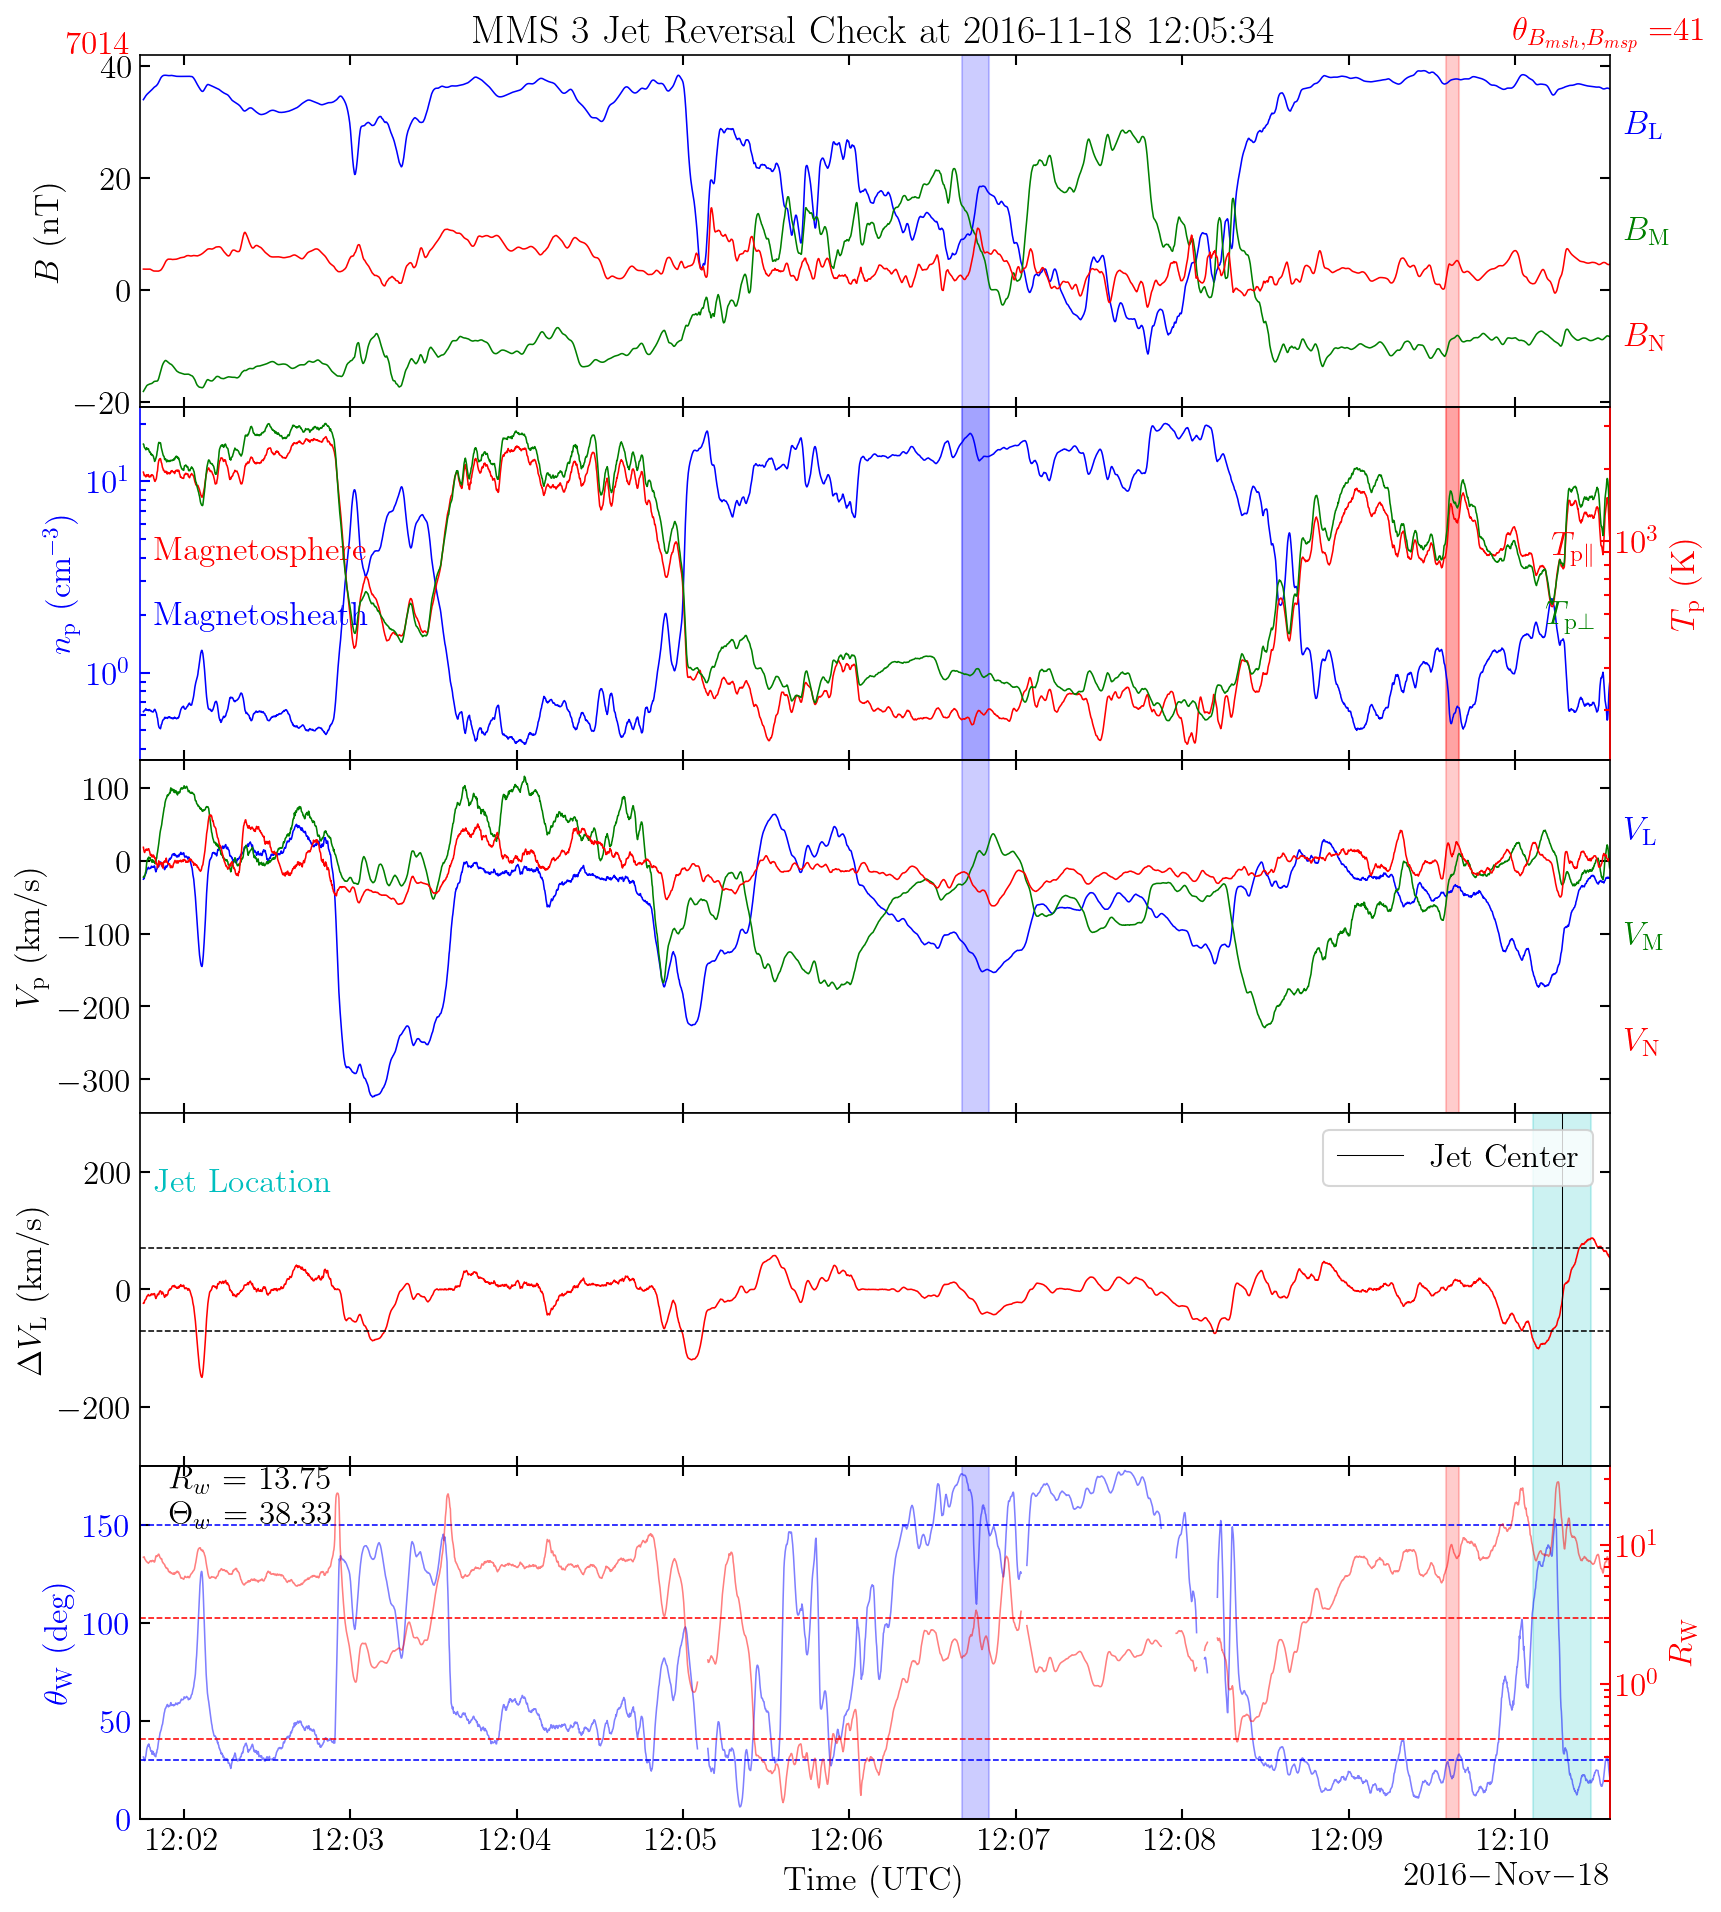 MMS 3 Jet Reversal Check at 2016-11-18 12:05:34
7014
θ_{B_{msh},B_{msp}} =41
40
20
0
−20
B (nT)
B_L
B_M
B_N
10^1
10^0
n_p (cm^{−3})
Magnetosphere
Magnetosheath
T_{p∥}
T_{p⊥}
10^3
T_p (K)
100
0
−100
−200
−300
V_p (km/s)
V_L
V_M
V_N
200
0
−200
ΔV_L (km/s)
Jet Location
Jet Center
R_w = 13.75
Θ_w = 38.33
150
100
50
0
θ_W (deg)
10^1
10^0
R_W
12:02 12:03 12:04 12:05 12:06 12:07 12:08 12:09 12:10
Time (UTC)
2016−Nov−18